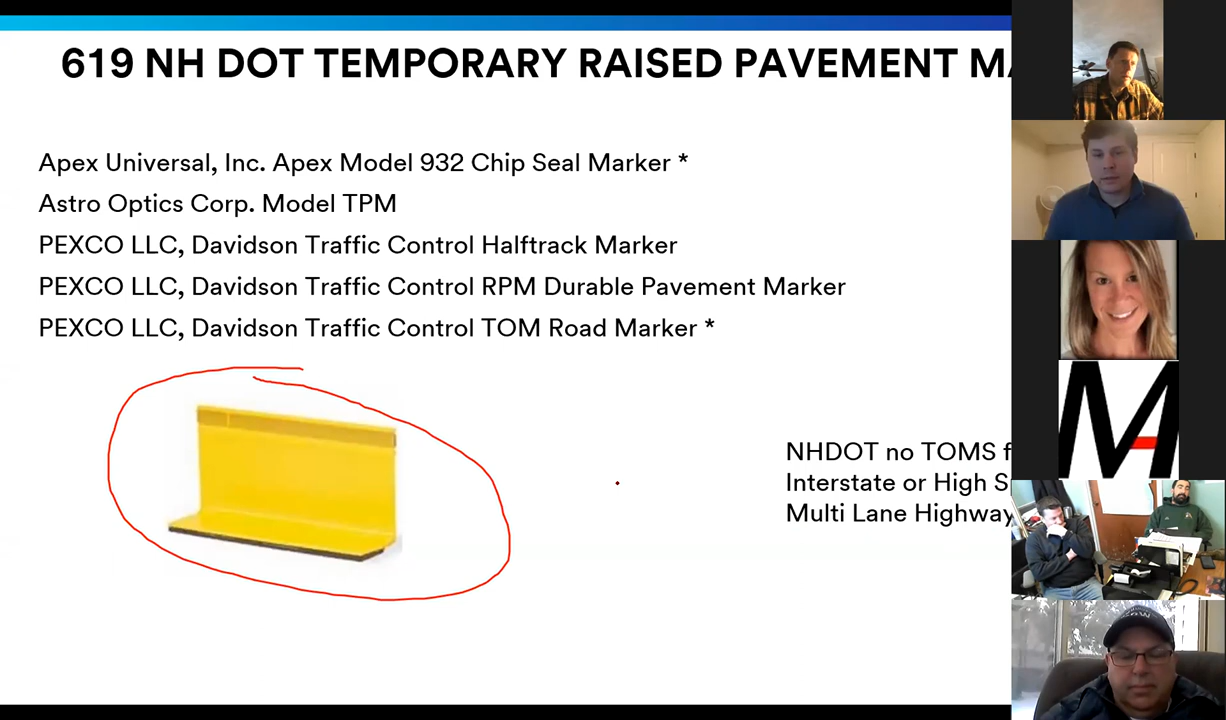 619 NH DOT TEMPORARY RAISED PAVEMENT
Apex Universal, Inc. Apex Model 932 Chip Seal Marker *
Astro Optics Corp. Model TPM
PEXCO LLC, Davidson Traffic Control Halftrack Marker
PEXCO LLC, Davidson Traffic Control RPM Durable Pavement Marker
PEXCO LLC, Davidson Traffic Control TOM Road Marker *
NHDOT no TOMS
Interstate or High
Multi Lane Highway
M